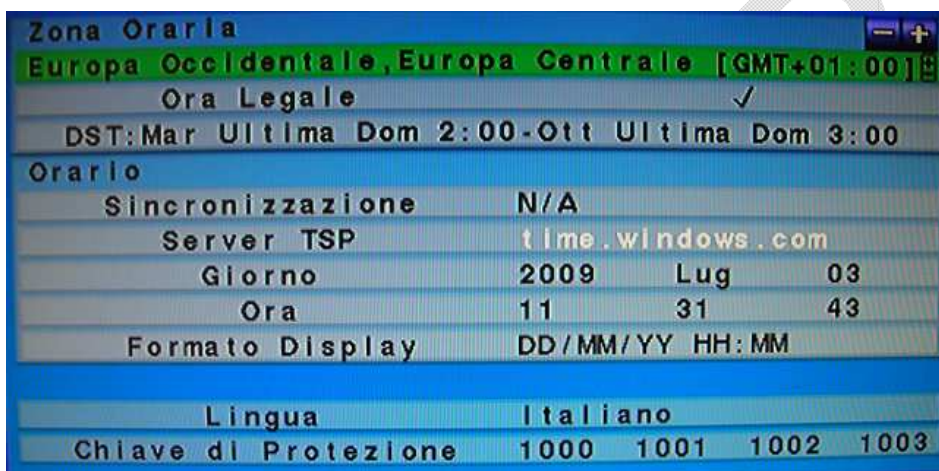 Zona Oraria - +
Europa Occidentale,Europa Centrale [GMT+01:00]
Ora Legale ✓
DST:Mar Ultima Dom 2:00-Ott Ultima Dom 3:00
Orario
Sincronizzazione N/A
Server TSP time.windows.com
Giorno 2009 Lug 03
Ora 11 31 43
Formato Display DD/MM/YY HH:MM
Lingua Italiano
Chiave di Protezione 1000 1001 1002 1003